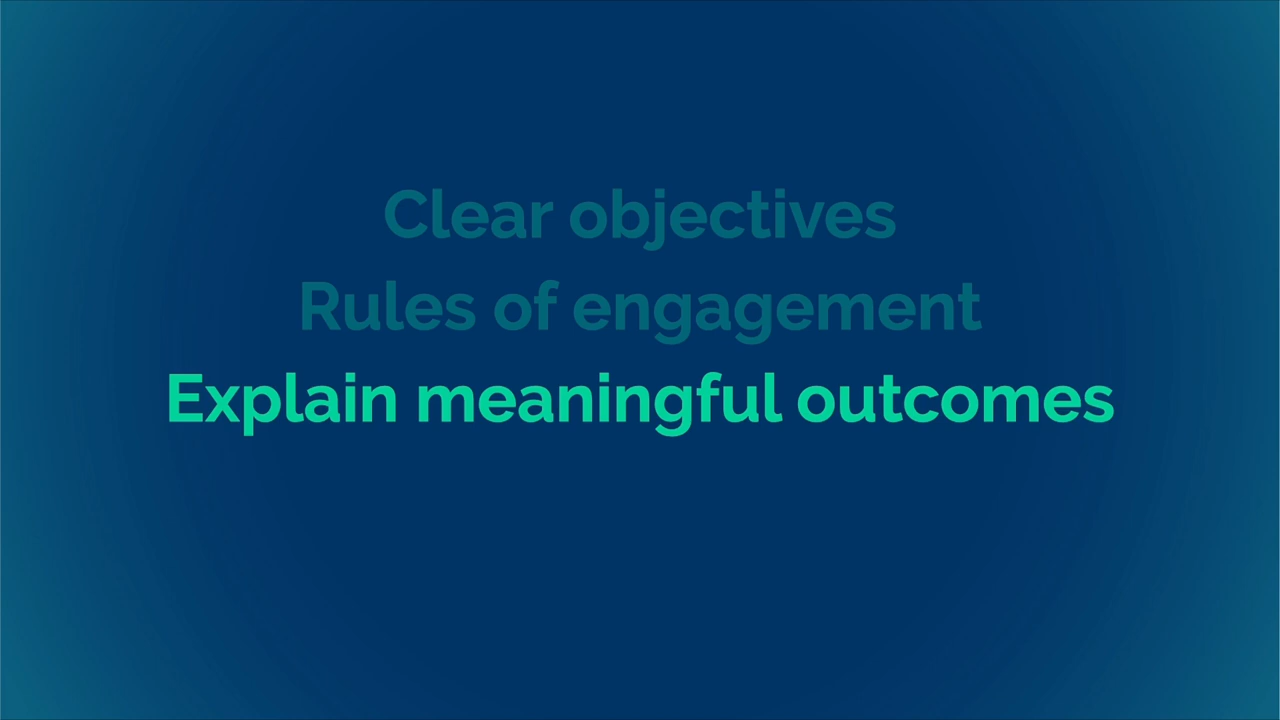 Clear objectives
Rules of engagement
Explain meaningful outcomes